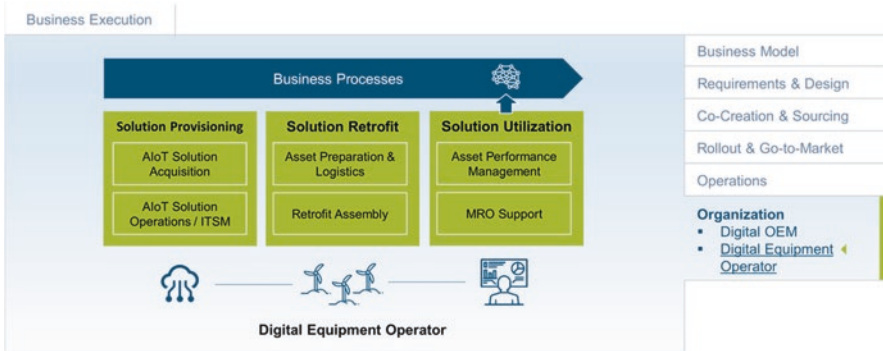 Business Execution
Business Processes
Solution Provisioning
AIoT Solution
Acquisition
AIoT Solution
Operations / ITSM
Solution Retrofit
Asset Preparation &
Logistics
Retrofit Assembly
Solution Utilization
Asset Performance
Management
MRO Support
Digital Equipment Operator
Business Model
Requirements & Design
Co-Creation & Sourcing
Rollout & Go-to-Market
Operations
Organization
▪ Digital OEM
▪ Digital Equipment
Operator